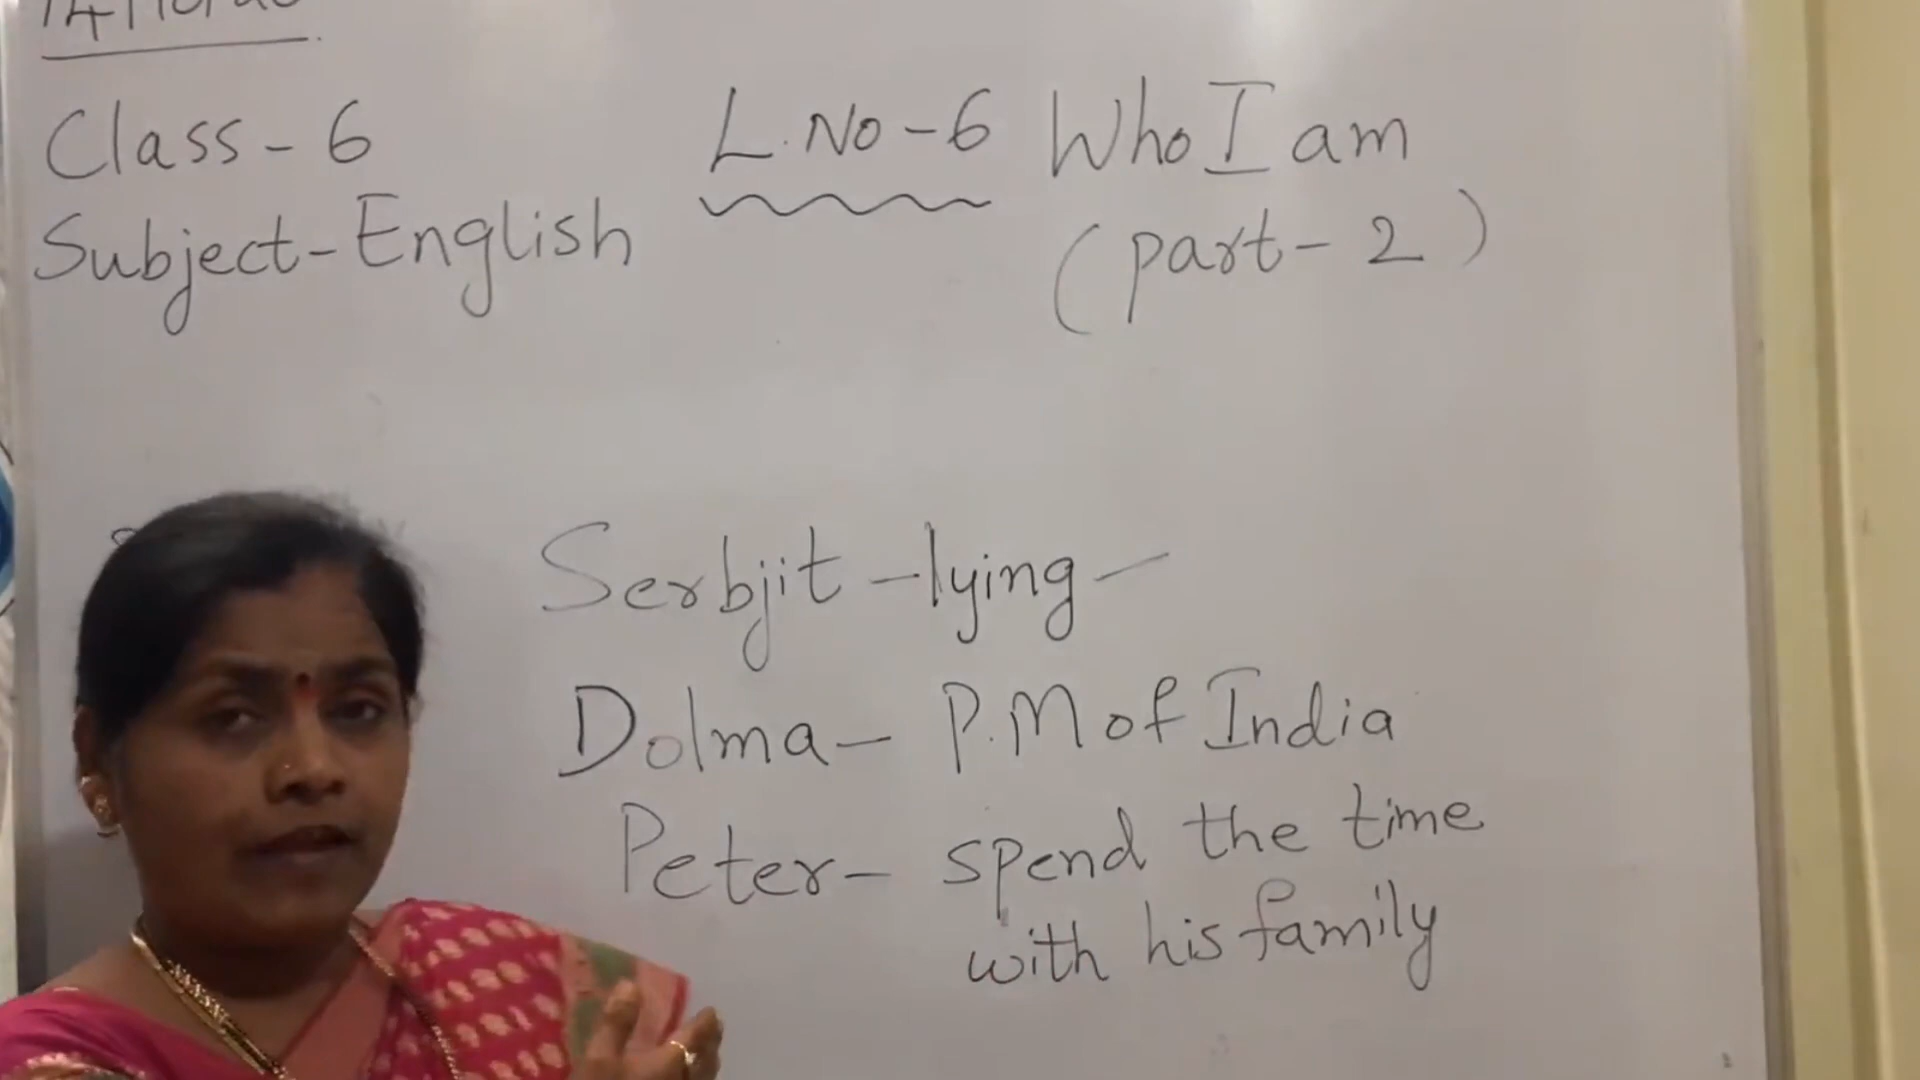 Class - 6
Subject - English
L.No - 6 Who I am
(part - 2)
Serbjit - lying -
Dolma - P.M of India
Peter - spend the time
with his family